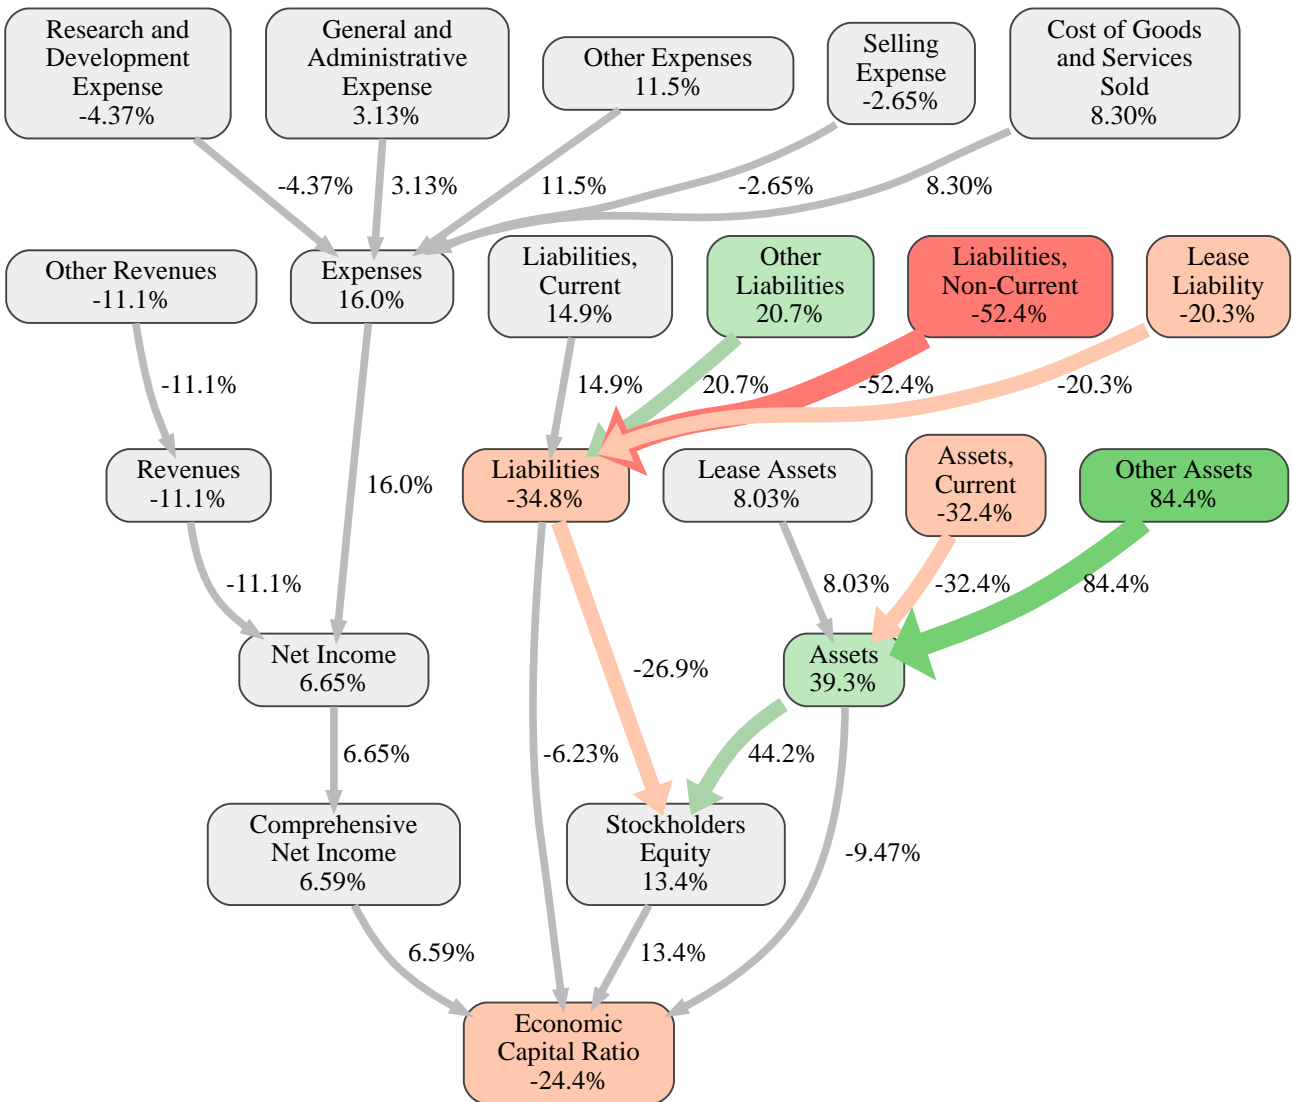 Research and
Development
Expense
-4.37%
General and
Administrative
Expense
3.13%
Other Expenses
11.5%
Selling
Expense
-2.65%
Cost of Goods
and Services
Sold
8.30%
-4.37%
3.13%
11.5%
-2.65%
8.30%
Other Revenues
-11.1%
Expenses
16.0%
Liabilities,
Current
14.9%
Other
Liabilities
20.7%
Liabilities,
Non-Current
-52.4%
Lease
Liability
-20.3%
-11.1%
14.9%
20.7%
-52.4%
-20.3%
Revenues
-11.1%
16.0%
Liabilities
-34.8%
Lease Assets
8.03%
Assets,
Current
-32.4%
Other Assets
84.4%
-11.1%
8.03%
-32.4%
84.4%
Net Income
6.65%
-26.9%
Assets
39.3%
6.65%
-6.23%
44.2%
Comprehensive
Net Income
6.59%
Stockholders
Equity
13.4%
-9.47%
6.59%
13.4%
Economic
Capital Ratio
-24.4%